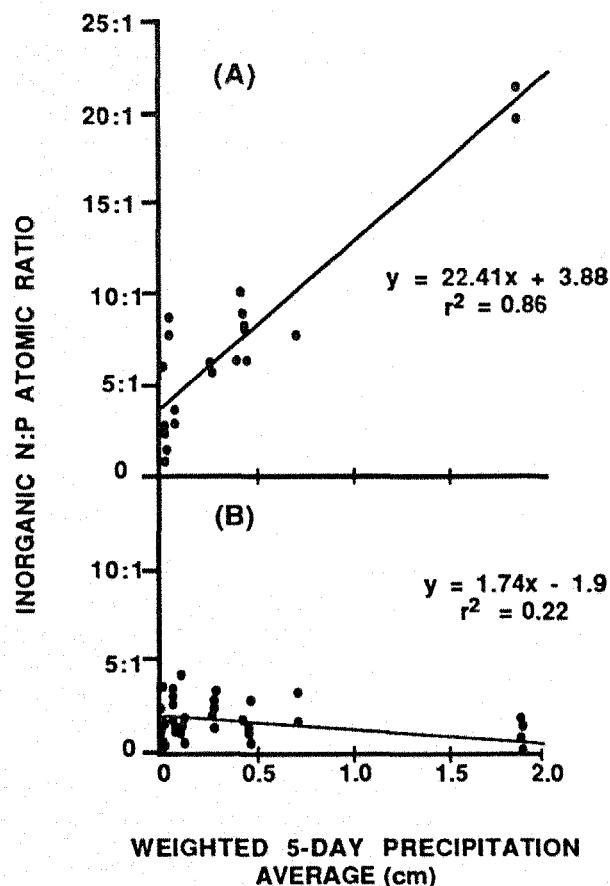 25:1
(A)
20:1
15:1
10:1
y = 22.41x + 3.88
r² = 0.86
5:1
0
INORGANIC N:P ATOMIC RATIO
(B)
10:1
y = 1.74x - 1.9
r² = 0.22
5:1
0
0 0.5 1.0 1.5 2.0
WEIGHTED 5-DAY PRECIPITATION
AVERAGE (cm)